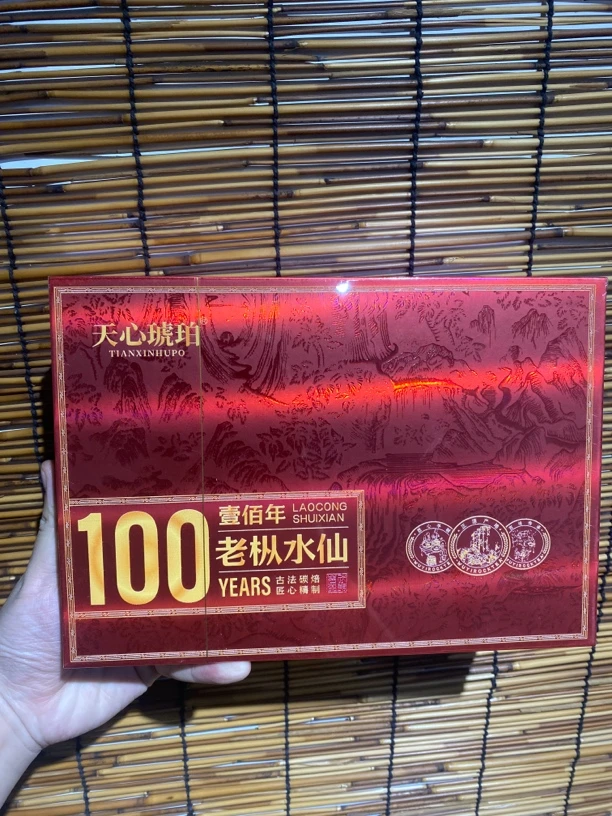 天心琥珀®
TIANXINHUPO
100
YEARS
壹佰年
LAOCONG
SHUIXIAN
老枞水仙
古法碳焙
匠心精制